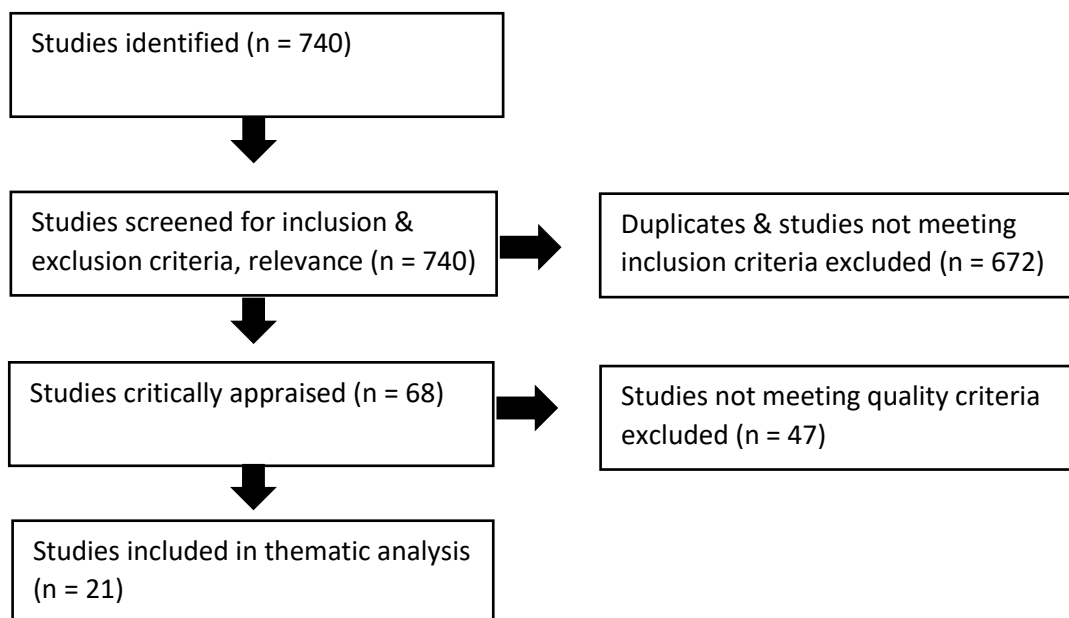 Studies identified (n = 740)
Studies screened for inclusion &
exclusion criteria, relevance (n = 740)
Duplicates & studies not meeting
inclusion criteria excluded (n = 672)
Studies critically appraised (n = 68)
Studies not meeting quality criteria
excluded (n = 47)
Studies included in thematic analysis
(n = 21)